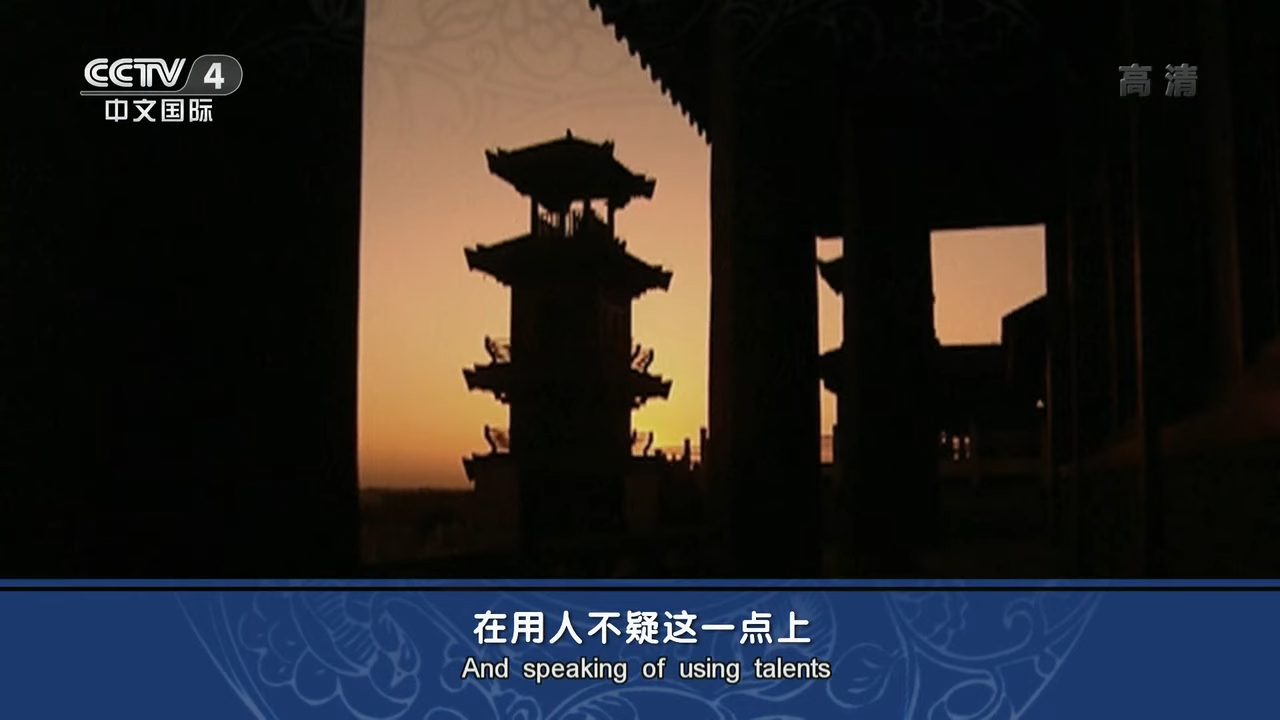 CCTV 4
中文国际
高清
在用人不疑这一点上
And speaking of using talents